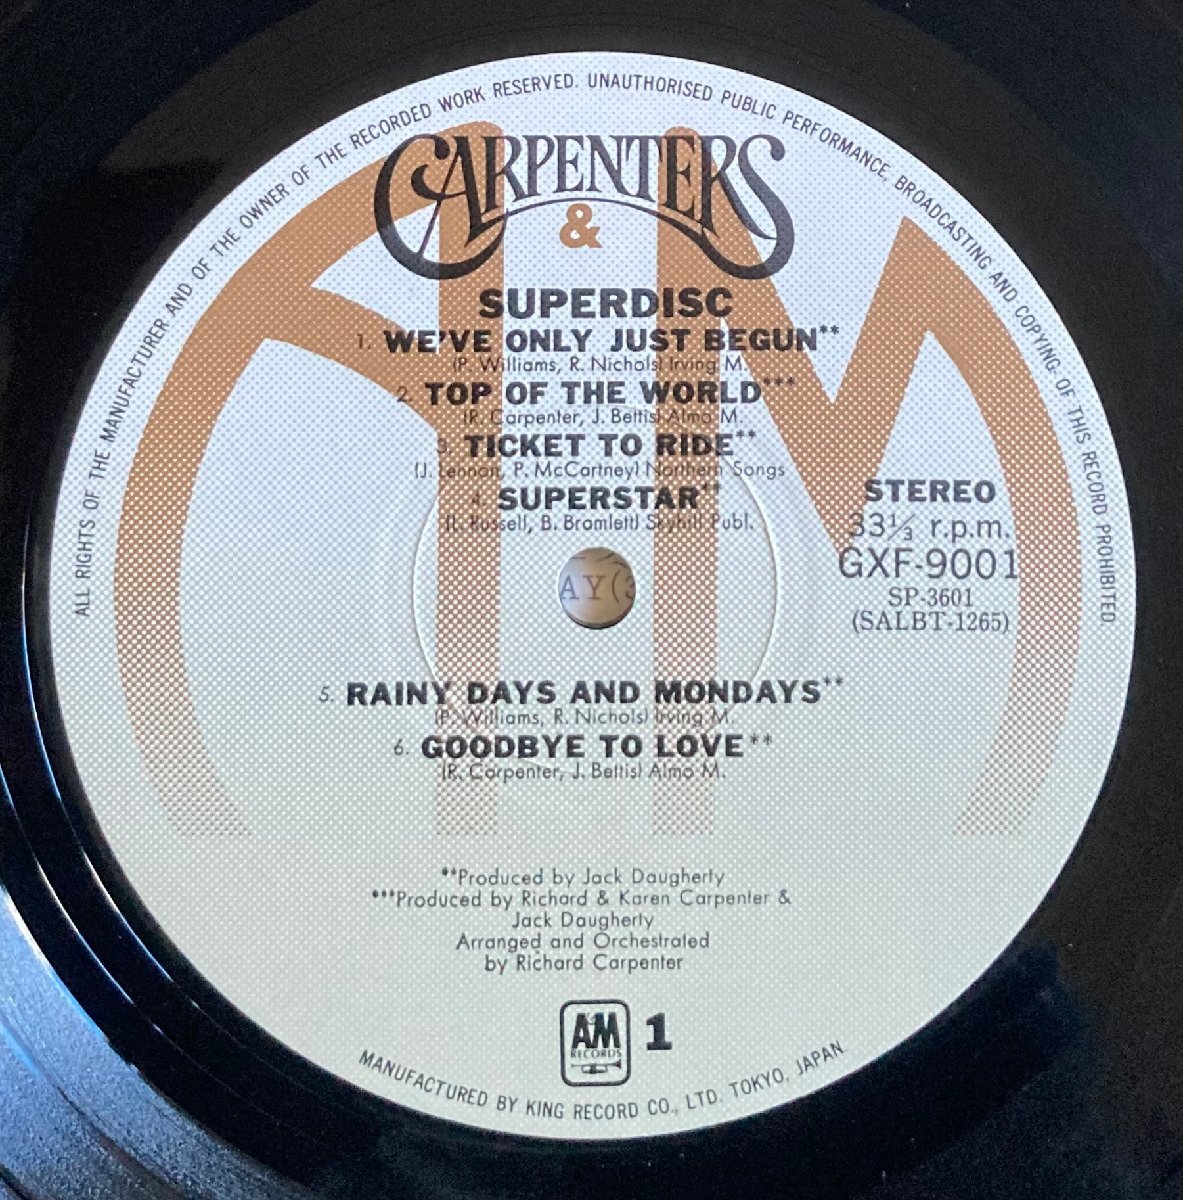 ALL RIGHTS OF THE MANUFACTURER AND OF THE OWNER OF THE RECORDED WORK RESERVED. UNAUTHORISED PUBLIC PERFORMANCE, BROADCASTING AND COPYING. OF THIS RECORD PROHIBITED
CARPENTERS
&
SUPERDISC
1. WE'VE ONLY JUST BEGUN**
(P. Williams, R. Nichols) Irving M.
2. TOP OF THE WORLD***
(R. Carpenter, J. Bettis) Almo M.
3. TICKET TO RIDE**
(J. Lennon, P. McCartney) Northern Songs
4. SUPERSTAR**
(L. Russell, B. Bramlett) Skyhill Publ.
STEREO
33⅓ r.p.m.
GXF-9001
SP-3601
(SALBT-1265)
AY(3
5. RAINY DAYS AND MONDAYS**
(P. Williams, R. Nichols) Irving M.
6. GOODBYE TO LOVE**
(R. Carpenter, J. Bettis) Almo M.
**Produced by Jack Daugherty
***Produced by Richard & Karen Carpenter &
Jack Daugherty
Arranged and Orchestrated
by Richard Carpenter
A&M
RECORDS
1
MANUFACTURED BY KING RECORD CO., LTD. TOKYO, JAPAN